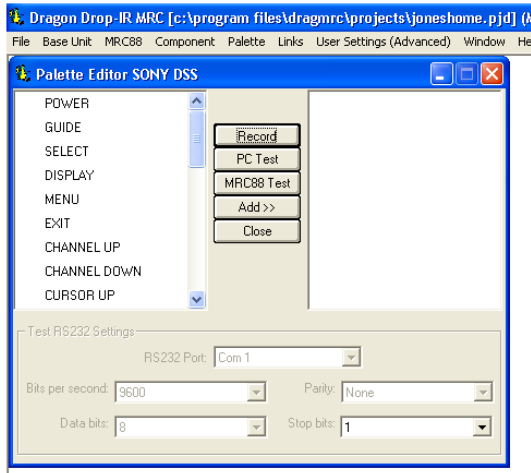 Dragon Drop-IR MRC [c:\program files\dragmrc\projects\joneshome.pjd]
File Base Unit MRC88 Component Palette Links User Settings (Advanced) Window
Palette Editor SONY DSS
POWER
GUIDE
SELECT
DISPLAY
MENU
EXIT
CHANNEL UP
CHANNEL DOWN
CURSOR UP
Record
PC Test
MRC88 Test
Add >>
Close
Test RS232 Settings
RS232 Port: Com 1
Bits per second: 9600 Parity: None
Data bits: 8 Stop bits: 1